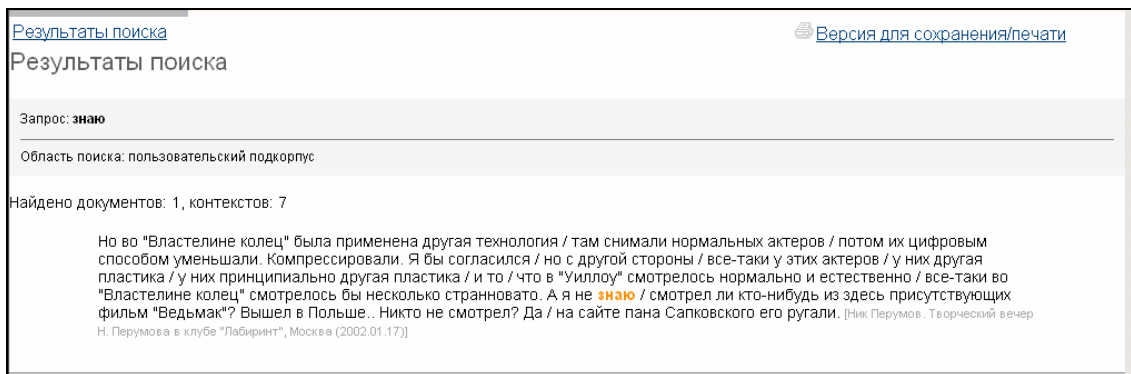 Результаты поиска
Версия для сохранения/печати
Результаты поиска
Запрос: знаю
Область поиска: пользовательский подкорпус
Найдено документов: 1, контекстов: 7
Но во "Властелине колец" была применена другая технология / там снимали нормальных актеров / потом их цифровым
способом уменьшали. Компрессировали. Я бы согласился / но с другой стороны / все-таки у этих актеров / у них другая
пластика / у них принципиально другая пластика / и то / что в "Уиллоу" смотрелось нормально и естественно / все-таки во
"Властелине колец" смотрелось бы несколько странновато. А я не знаю / смотрел ли кто-нибудь из здесь присутствующих
фильм "Ведьмак"? Вышел в Польше.. Никто не смотрел? Да / на сайте пана Сапковского его ругали. [Ник Перумов. Творческий вечер
Н. Перумова в клубе "Лабиринт", Москва (2002.01.17)]